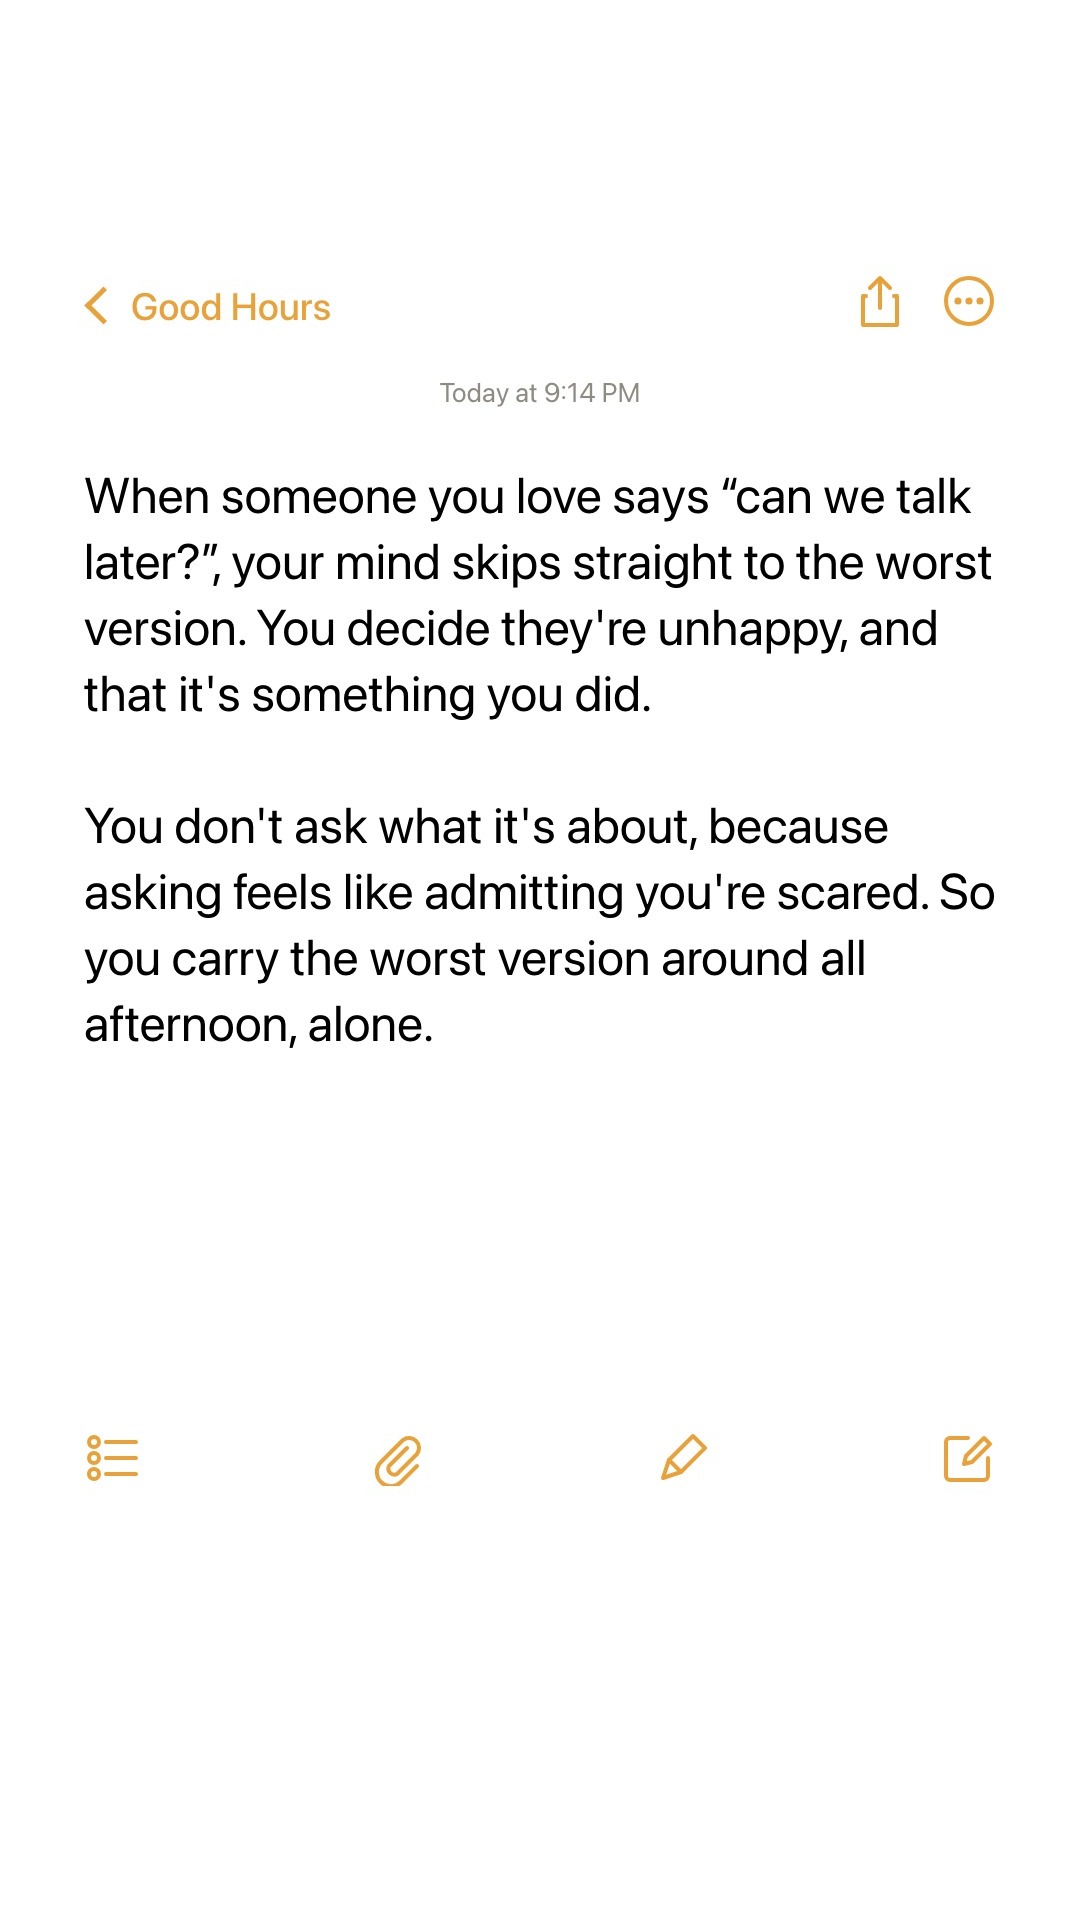 Good Hours
Today at 9:14 PM
When someone you love says “can we talk
later?”, your mind skips straight to the worst
version. You decide they're unhappy, and
that it's something you did.
You don't ask what it's about, because
asking feels like admitting you're scared. So
you carry the worst version around all
afternoon, alone.